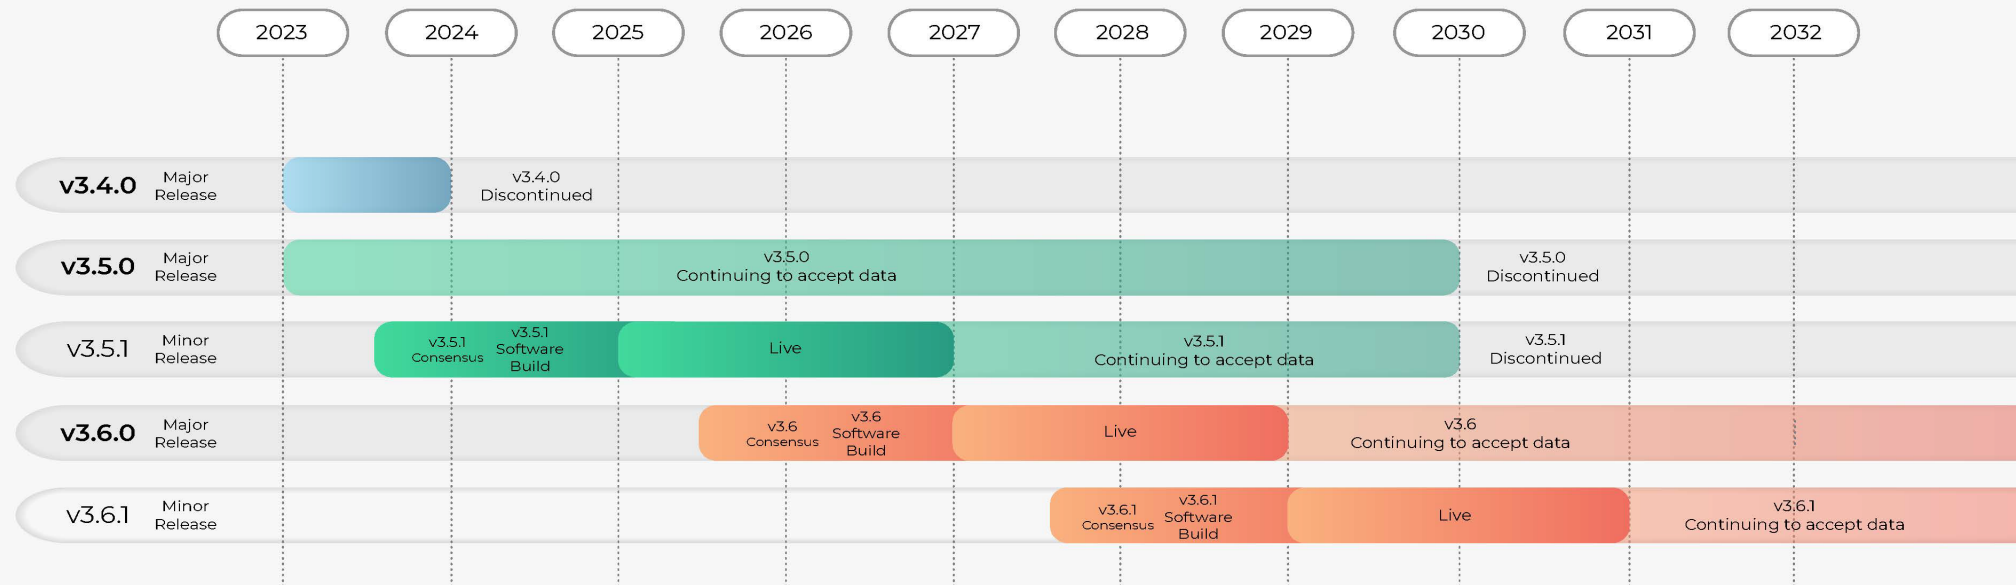 2023 2024 2025 2026 2027 2028 2029 2030 2031 2032
v3.4.0
Major
Release
v3.4.0
Discontinued
v3.5.0
Major
Release
v3.5.0
Continuing to accept data
v3.5.0
Discontinued
v3.5.1
Minor
Release
v3.5.1
Consensus
v3.5.1
Software
Build
Live
v3.5.1
Continuing to accept data
v3.5.1
Discontinued
v3.6.0
Major
Release
v3.6
Consensus
v3.6
Software
Build
Live
v3.6
Continuing to accept data
v3.6.1
Minor
Release
v3.6.1
Consensus
v3.6.1
Software
Build
Live
v3.6.1
Continuing to accept data